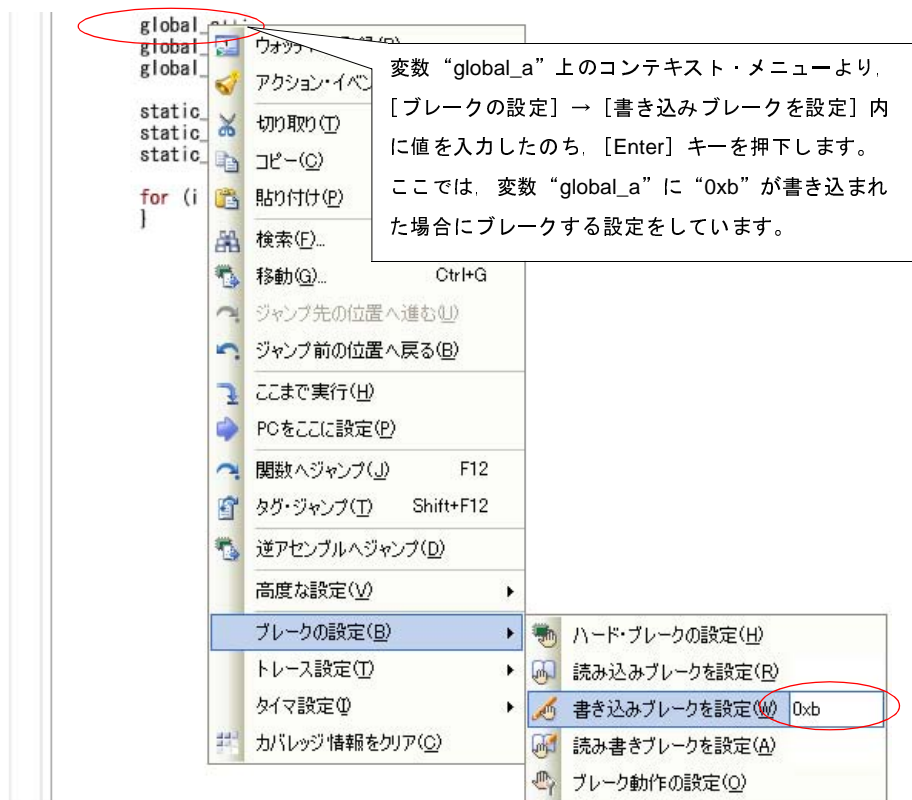 global_
global_
global_
static_
static_
static_
for (i
}
変数 “global_a” 上のコンテキスト・メニューより,
[ブレークの設定] → [書き込みブレークを設定] 内
に値を入力したのち, [Enter] キーを押下します。
ここでは, 変数 “global_a” に “0xb” が書き込まれ
た場合にブレークする設定をしています。
アクション・イベン
切り取り(T)
コピー(C)
貼り付け(P)
検索(F)...
移動(G)... Ctrl+G
ジャンプ先の位置へ進む(U)
ジャンプ前の位置へ戻る(B)
ここまで実行(H)
PCをここに設定(P)
関数へジャンプ(J) F12
タグ・ジャンプ(T) Shift+F12
逆アセンブルへジャンプ(D)
高度な設定(V)
ブレークの設定(B)
トレース設定(T)
タイマ設定(I)
カバレッジ情報をクリア(C)
ハード・ブレークの設定(H)
読み込みブレークを設定(R)
書き込みブレークを設定(W) 0xb
読み書きブレークを設定(A)
ブレーク動作の設定(O)